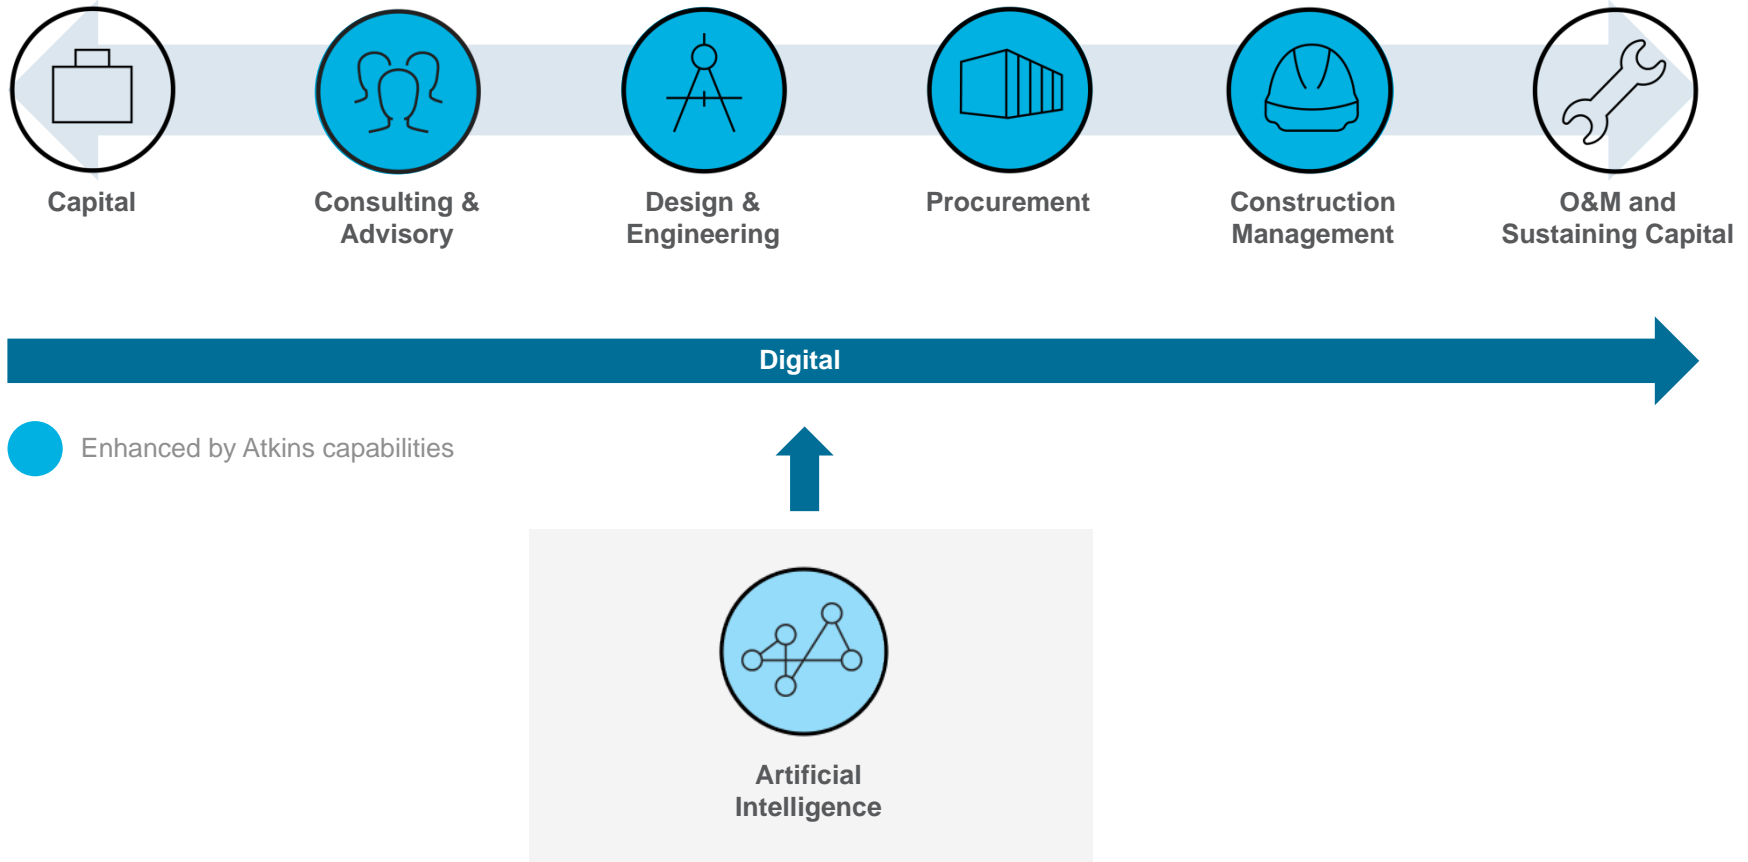 Capital
Consulting &
Advisory
Design &
Engineering
Procurement
Construction
Management
O&M and
Sustaining Capital
Digital
Enhanced by Atkins capabilities
Artificial
Intelligence